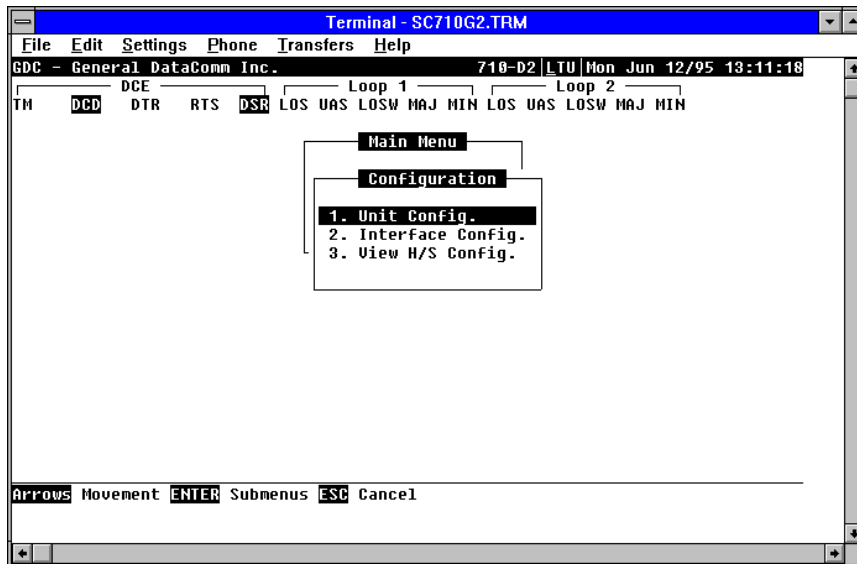 Terminal - SC710G2.TRM
File Edit Settings Phone Transfers Help
GDC - General DataComm Inc. 710-D2|LTU|Mon Jun 12/95 13:11:18
DCE Loop 1 Loop 2
TM DCD DTR RTS DSR LOS UAS LOSW MAJ MIN LOS UAS LOSW MAJ MIN
Main Menu
Configuration
1. Unit Config.
2. Interface Config.
3. View H/S Config.
Arrows Movement ENTER Submenus ESC Cancel